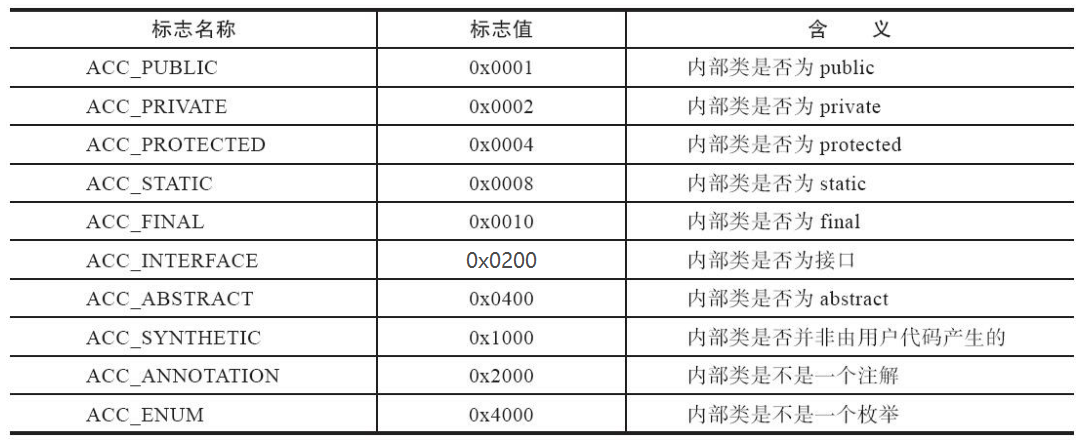 标志名称 标志值 含 义
ACC_PUBLIC 0x0001 内部类是否为 public
ACC_PRIVATE 0x0002 内部类是否为 private
ACC_PROTECTED 0x0004 内部类是否为 protected
ACC_STATIC 0x0008 内部类是否为 static
ACC_FINAL 0x0010 内部类是否为 final
ACC_INTERFACE 0x0200 内部类是否为接口
ACC_ABSTRACT 0x0400 内部类是否为 abstract
ACC_SYNTHETIC 0x1000 内部类是否并非由用户代码产生的
ACC_ANNOTATION 0x2000 内部类是不是一个注解
ACC_ENUM 0x4000 内部类是不是一个枚举